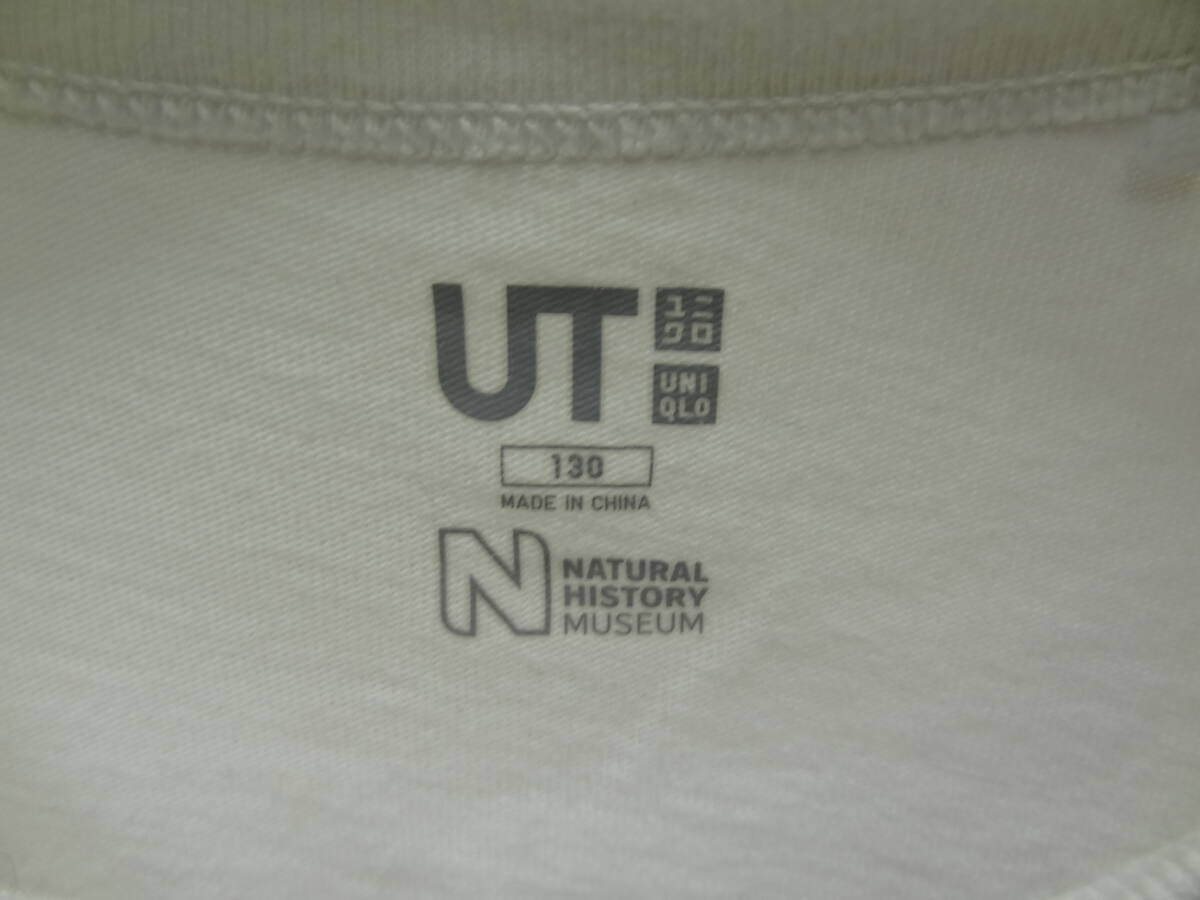 UT
ユニ
クロ
UNI
QLO
130
MADE IN CHINA
N
NATURAL
HISTORY
MUSEUM